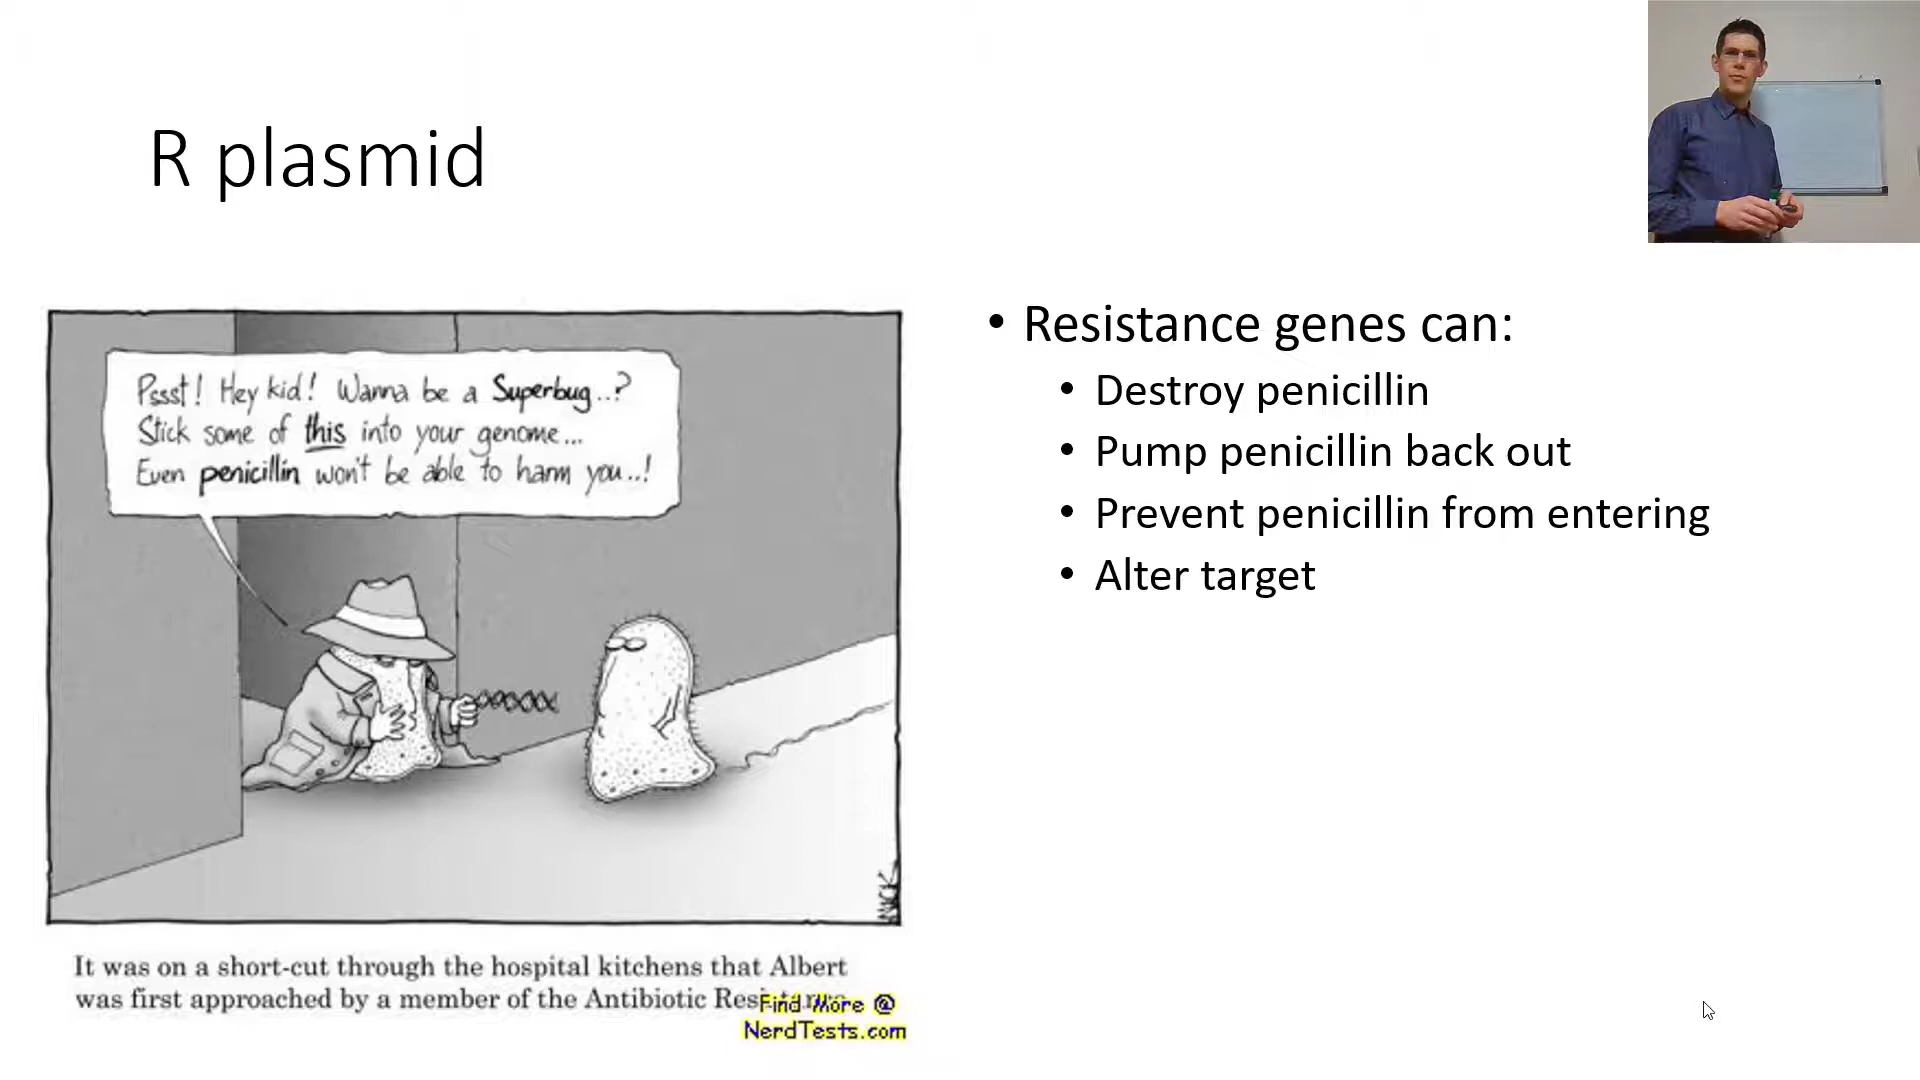 R plasmid
Pssst! Hey kid! Wanna be a Superbug..?
Stick some of this into your genome...
Even penicillin won't be able to harm you..!
NICK
It was on a short-cut through the hospital kitchens that Albert
was first approached by a member of the Antibiotic
Find More @
NerdTests.com
• Resistance genes can:
• Destroy penicillin
• Pump penicillin back out
• Prevent penicillin from entering
• Alter target